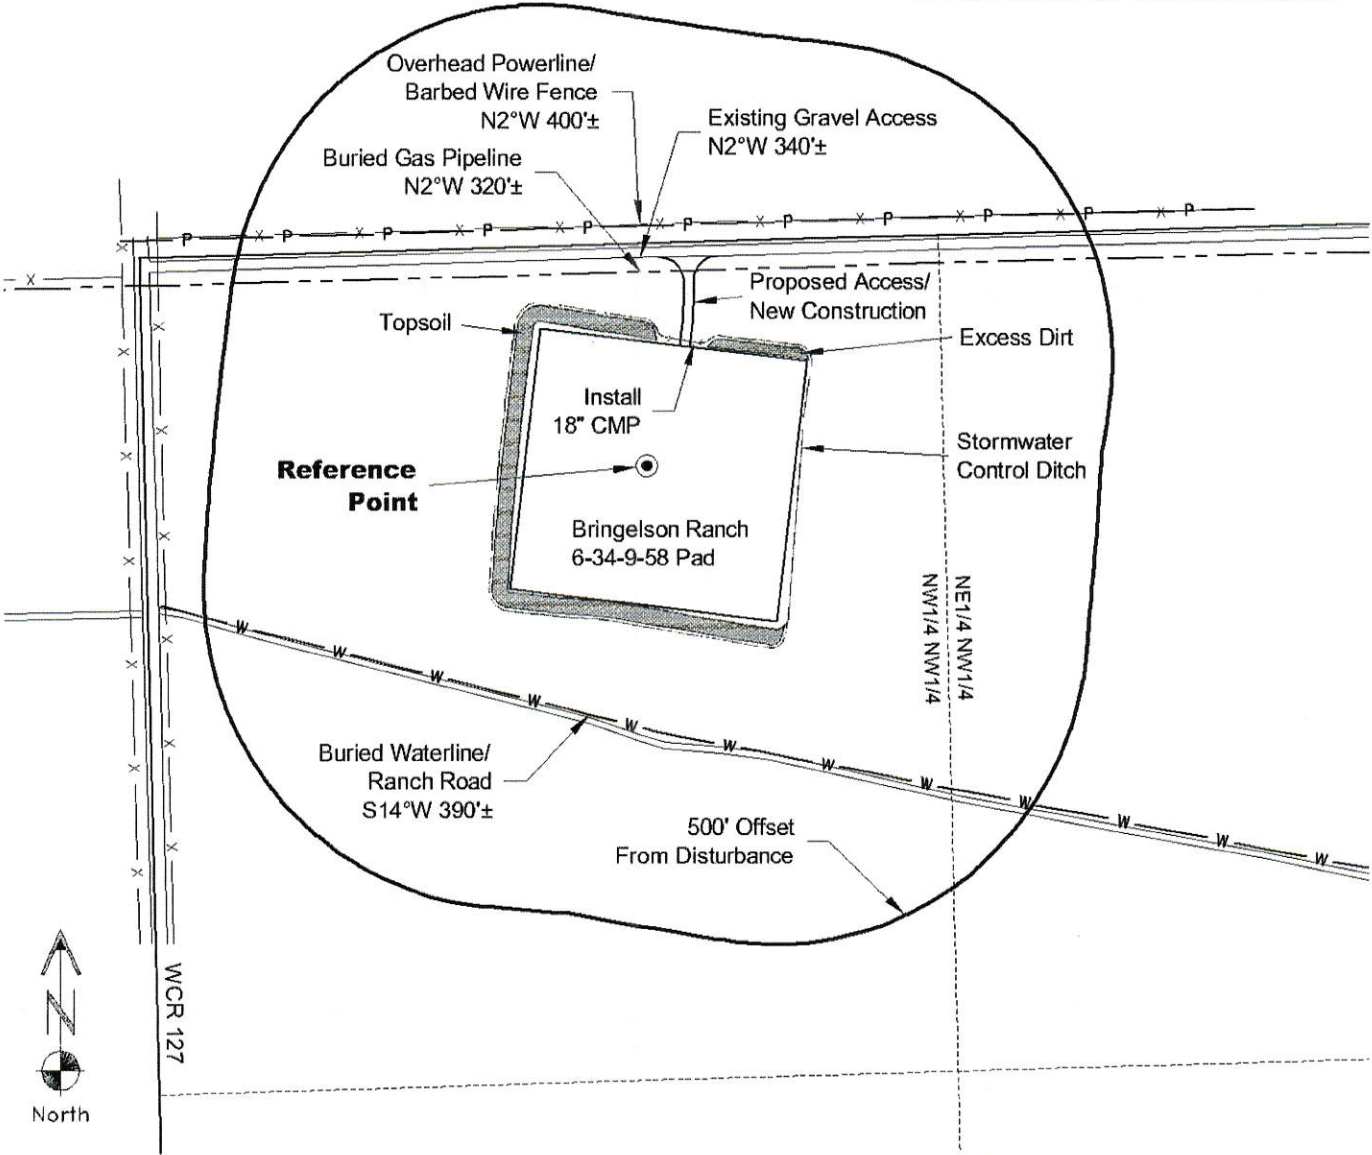 Overhead Powerline/
Barbed Wire Fence
N2°W 400'±
Existing Gravel Access
N2°W 340'±
Buried Gas Pipeline
N2°W 320'±
X P X P X P X P X P X P X P X P X P X P X P
Proposed Access/
New Construction
Topsoil
Excess Dirt
Install
18" CMP
Stormwater
Control Ditch
Reference
Point
Bringelson Ranch
6-34-9-58 Pad
NW1/4 NW1/4
NE1/4 NW1/4
W W W W W W W W W W W W
Buried Waterline/
Ranch Road
S14°W 390'±
500' Offset
From Disturbance
WCR 127
N
North